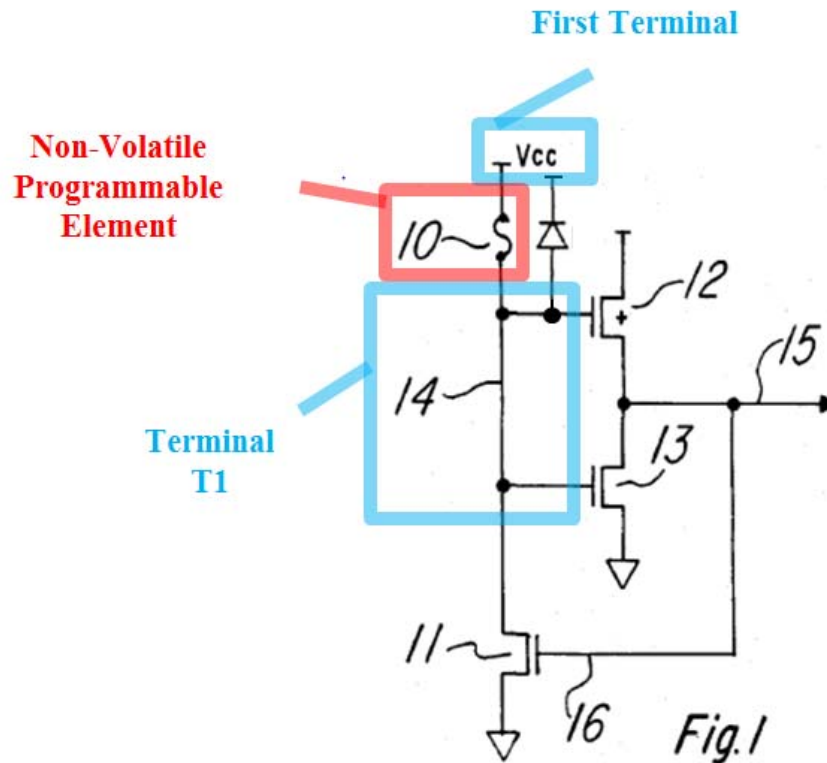 First Terminal
Non-Volatile
Programmable
Element
Vcc
10
12
15
14
Terminal
T1
13
11
16
Fig.1